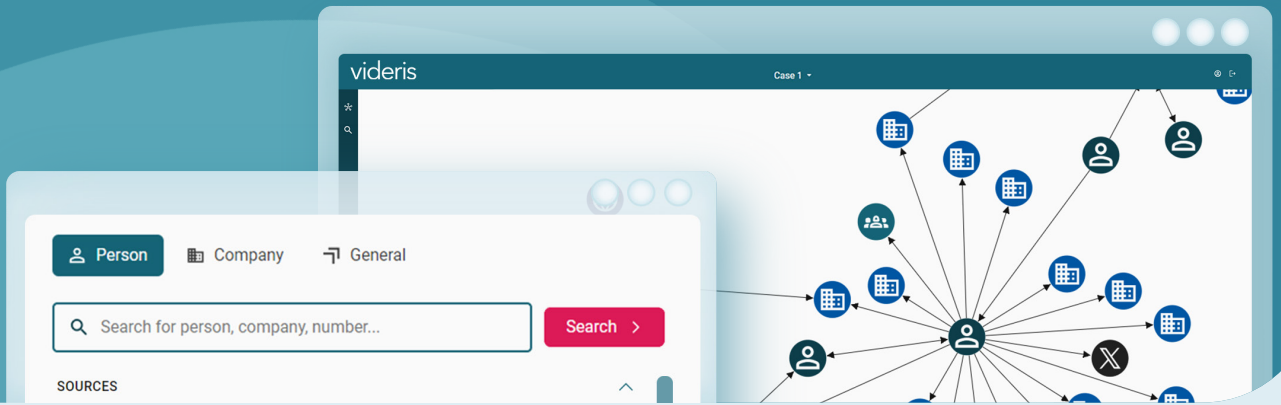 videris
Case 1
Person
Company
General
Search for person, company, number...
Search
SOURCES